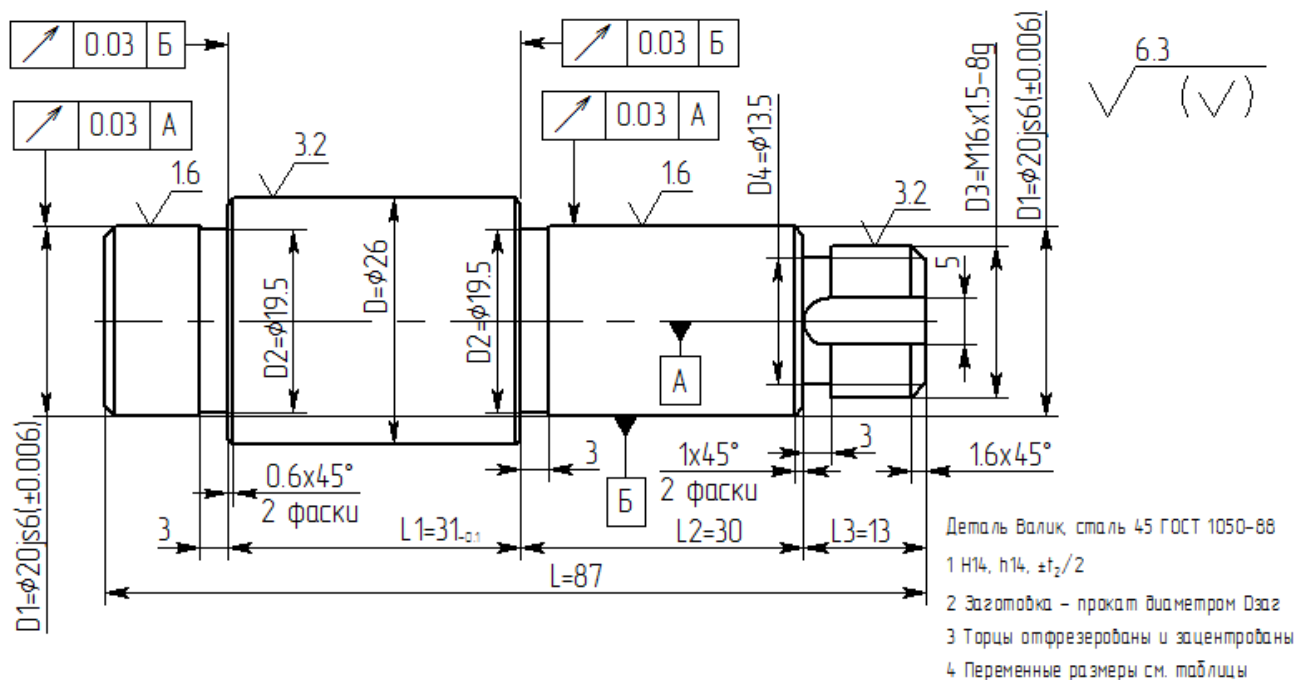 0.03 Б
0.03 Б
6.3
(√)
0.03 А
0.03 А
3.2
1.6
1.6
3.2
D4=ϕ13.5
D3=M16x1.5-8g
D1=ϕ20js6(±0.006)
D2=ϕ19.5
D=ϕ26
D2=ϕ19.5
5
А
Б
D1=ϕ20js6(±0.006)
0.6x45°
2 фаски
3
1x45°
2 фаски
3
1.6x45°
3
L1=31-0.1
L2=30
L3=13
L=87
Деталь Валик, сталь 45 ГОСТ 1050-88
1 H14, h14, ±t₂/2
2 Заготовка - прокат диаметром Dзаг
3 Торцы отфрезерованы и зацентрованы
4 Переменные размеры см. таблицы